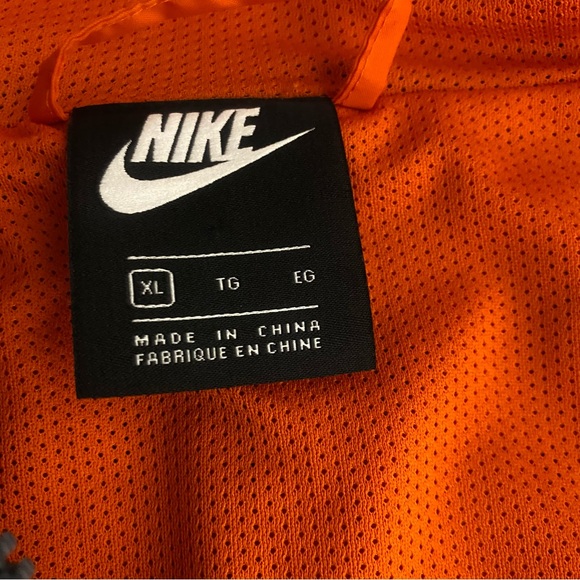 NIKE
XL TG EG
MADE IN CHINA
FABRIQUE EN CHINE